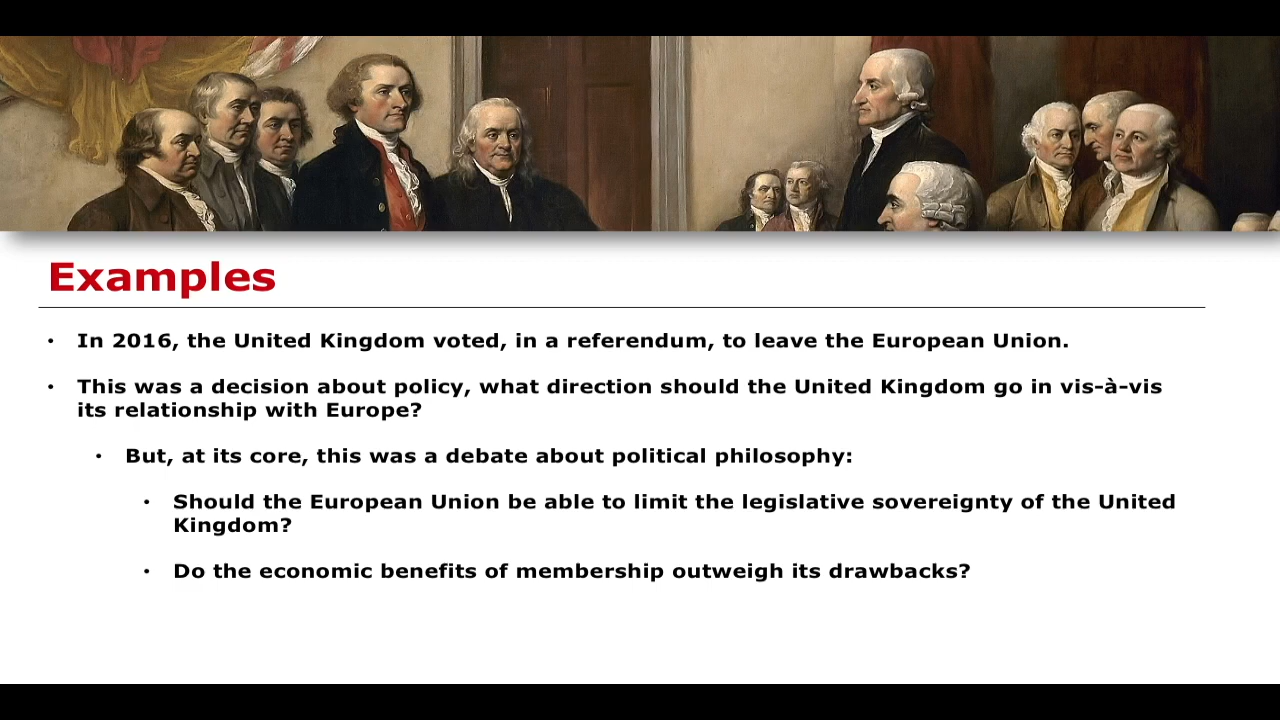 Examples
• In 2016, the United Kingdom voted, in a referendum, to leave the European Union.
• This was a decision about policy, what direction should the United Kingdom go in vis-à-vis
its relationship with Europe?
• But, at its core, this was a debate about political philosophy:
• Should the European Union be able to limit the legislative sovereignty of the United
Kingdom?
• Do the economic benefits of membership outweigh its drawbacks?